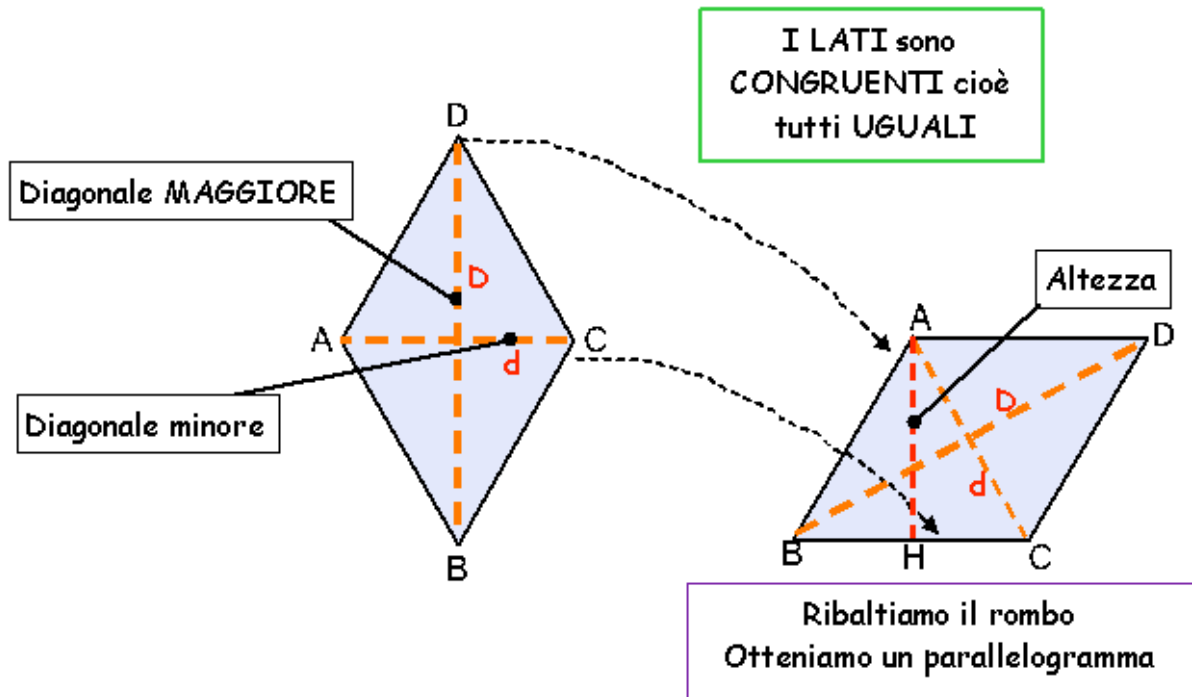 I LATI sono
CONGRUENTI cioè
tutti UGUALI
D
Diagonale MAGGIORE
D
A
C
d
Diagonale minore
B
Altezza
A
D
D
d
B
H
C
Ribaltiamo il rombo
Otteniamo un parallelogramma